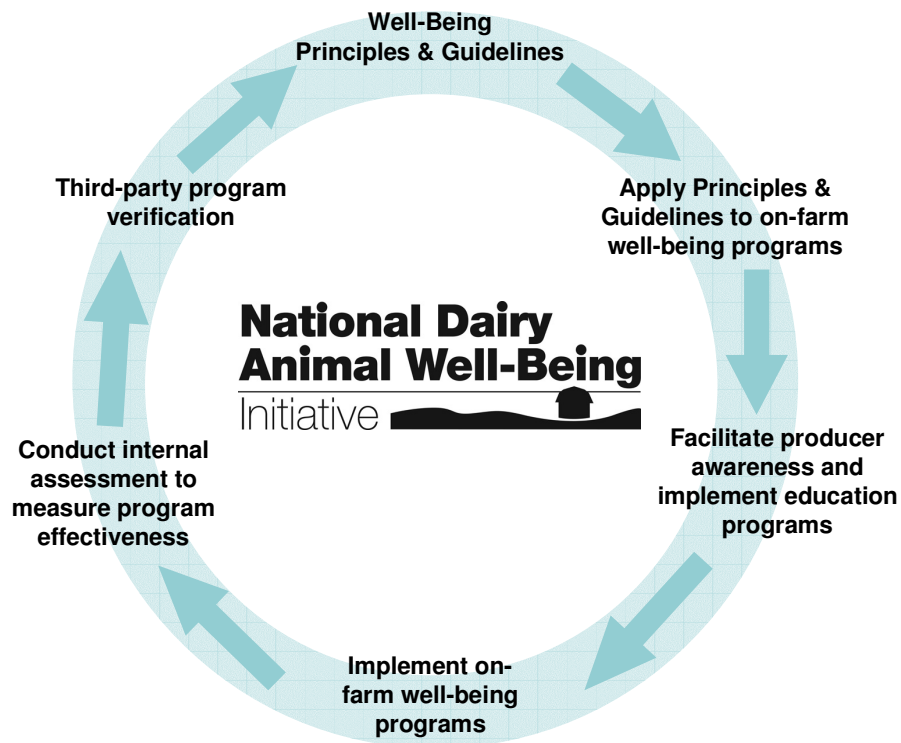 Well-Being
Principles & Guidelines
Third-party program
verification
Apply Principles &
Guidelines to on-farm
well-being programs
National Dairy
Animal Well-Being
Initiative
Conduct internal
assessment to
measure program
effectiveness
Facilitate producer
awareness and
implement education
programs
Implement on-
farm well-being
programs